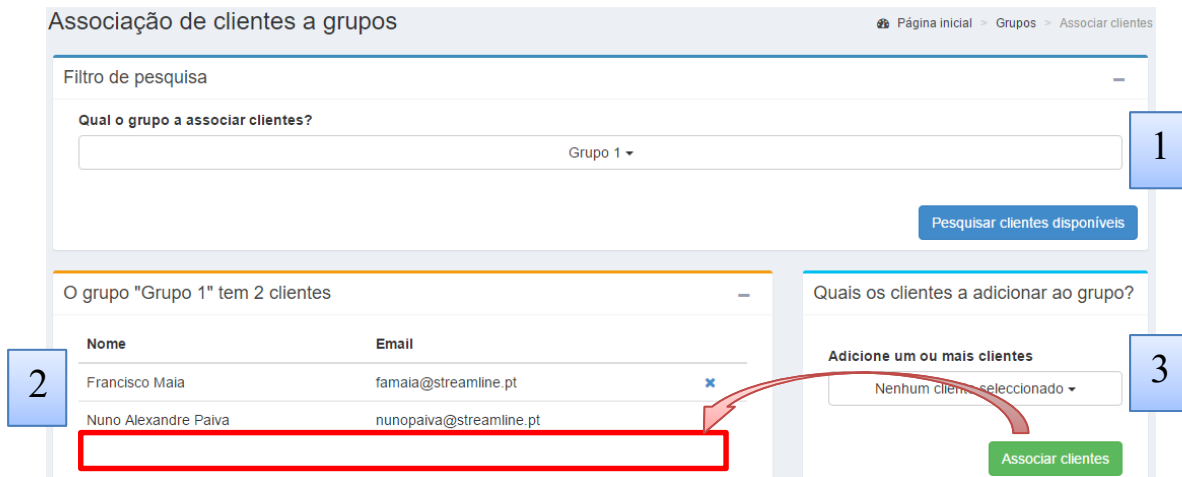 Associação de clientes a grupos
Página inicial > Grupos > Associar clientes
Filtro de pesquisa
Qual o grupo a associar clientes?
Grupo 1
1
Pesquisar clientes disponíveis
O grupo "Grupo 1" tem 2 clientes
Nome Email
Francisco Maia famaia@streamline.pt
Nuno Alexandre Paiva nunopaiva@streamline.pt
2
Quais os clientes a adicionar ao grupo?
Adicione um ou mais clientes
Nenhum cliente seleccionado
3
Associar clientes